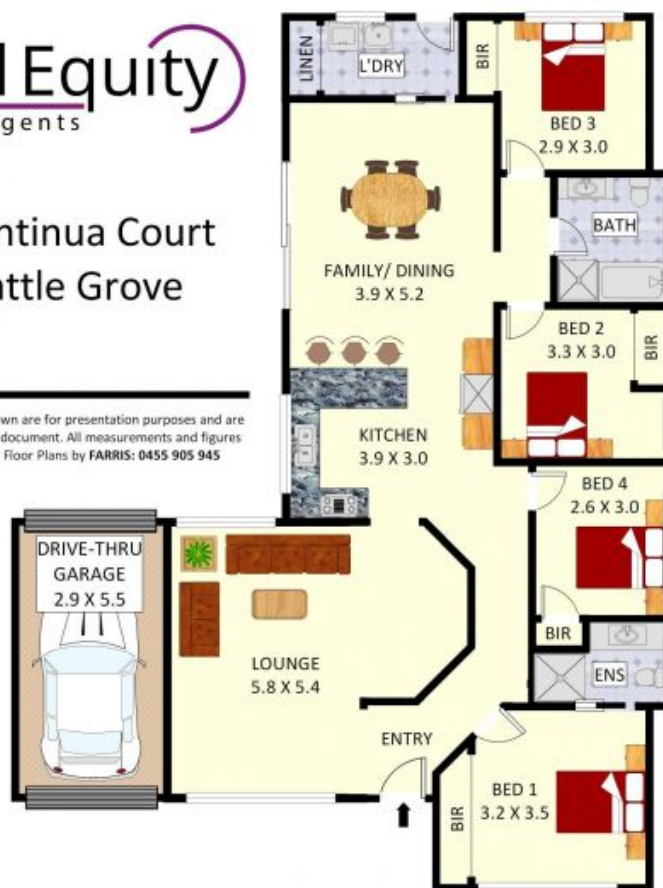 Equity
gents
ntinua Court
attle Grove
wn are for presentation purposes and are
document. All measurements and figures
Floor Plans by FARRIS: 0455 905 945
LINEN
L'DRY
BIR
BED 3
2.9 X 3.0
BATH
FAMILY/ DINING
3.9 X 5.2
BED 2
3.3 X 3.0
BIR
KITCHEN
3.9 X 3.0
BED 4
2.6 X 3.0
BIR
DRIVE-THRU
GARAGE
2.9 X 5.5
LOUNGE
5.8 X 5.4
ENS
ENTRY
BED 1
3.2 X 3.5
BIR